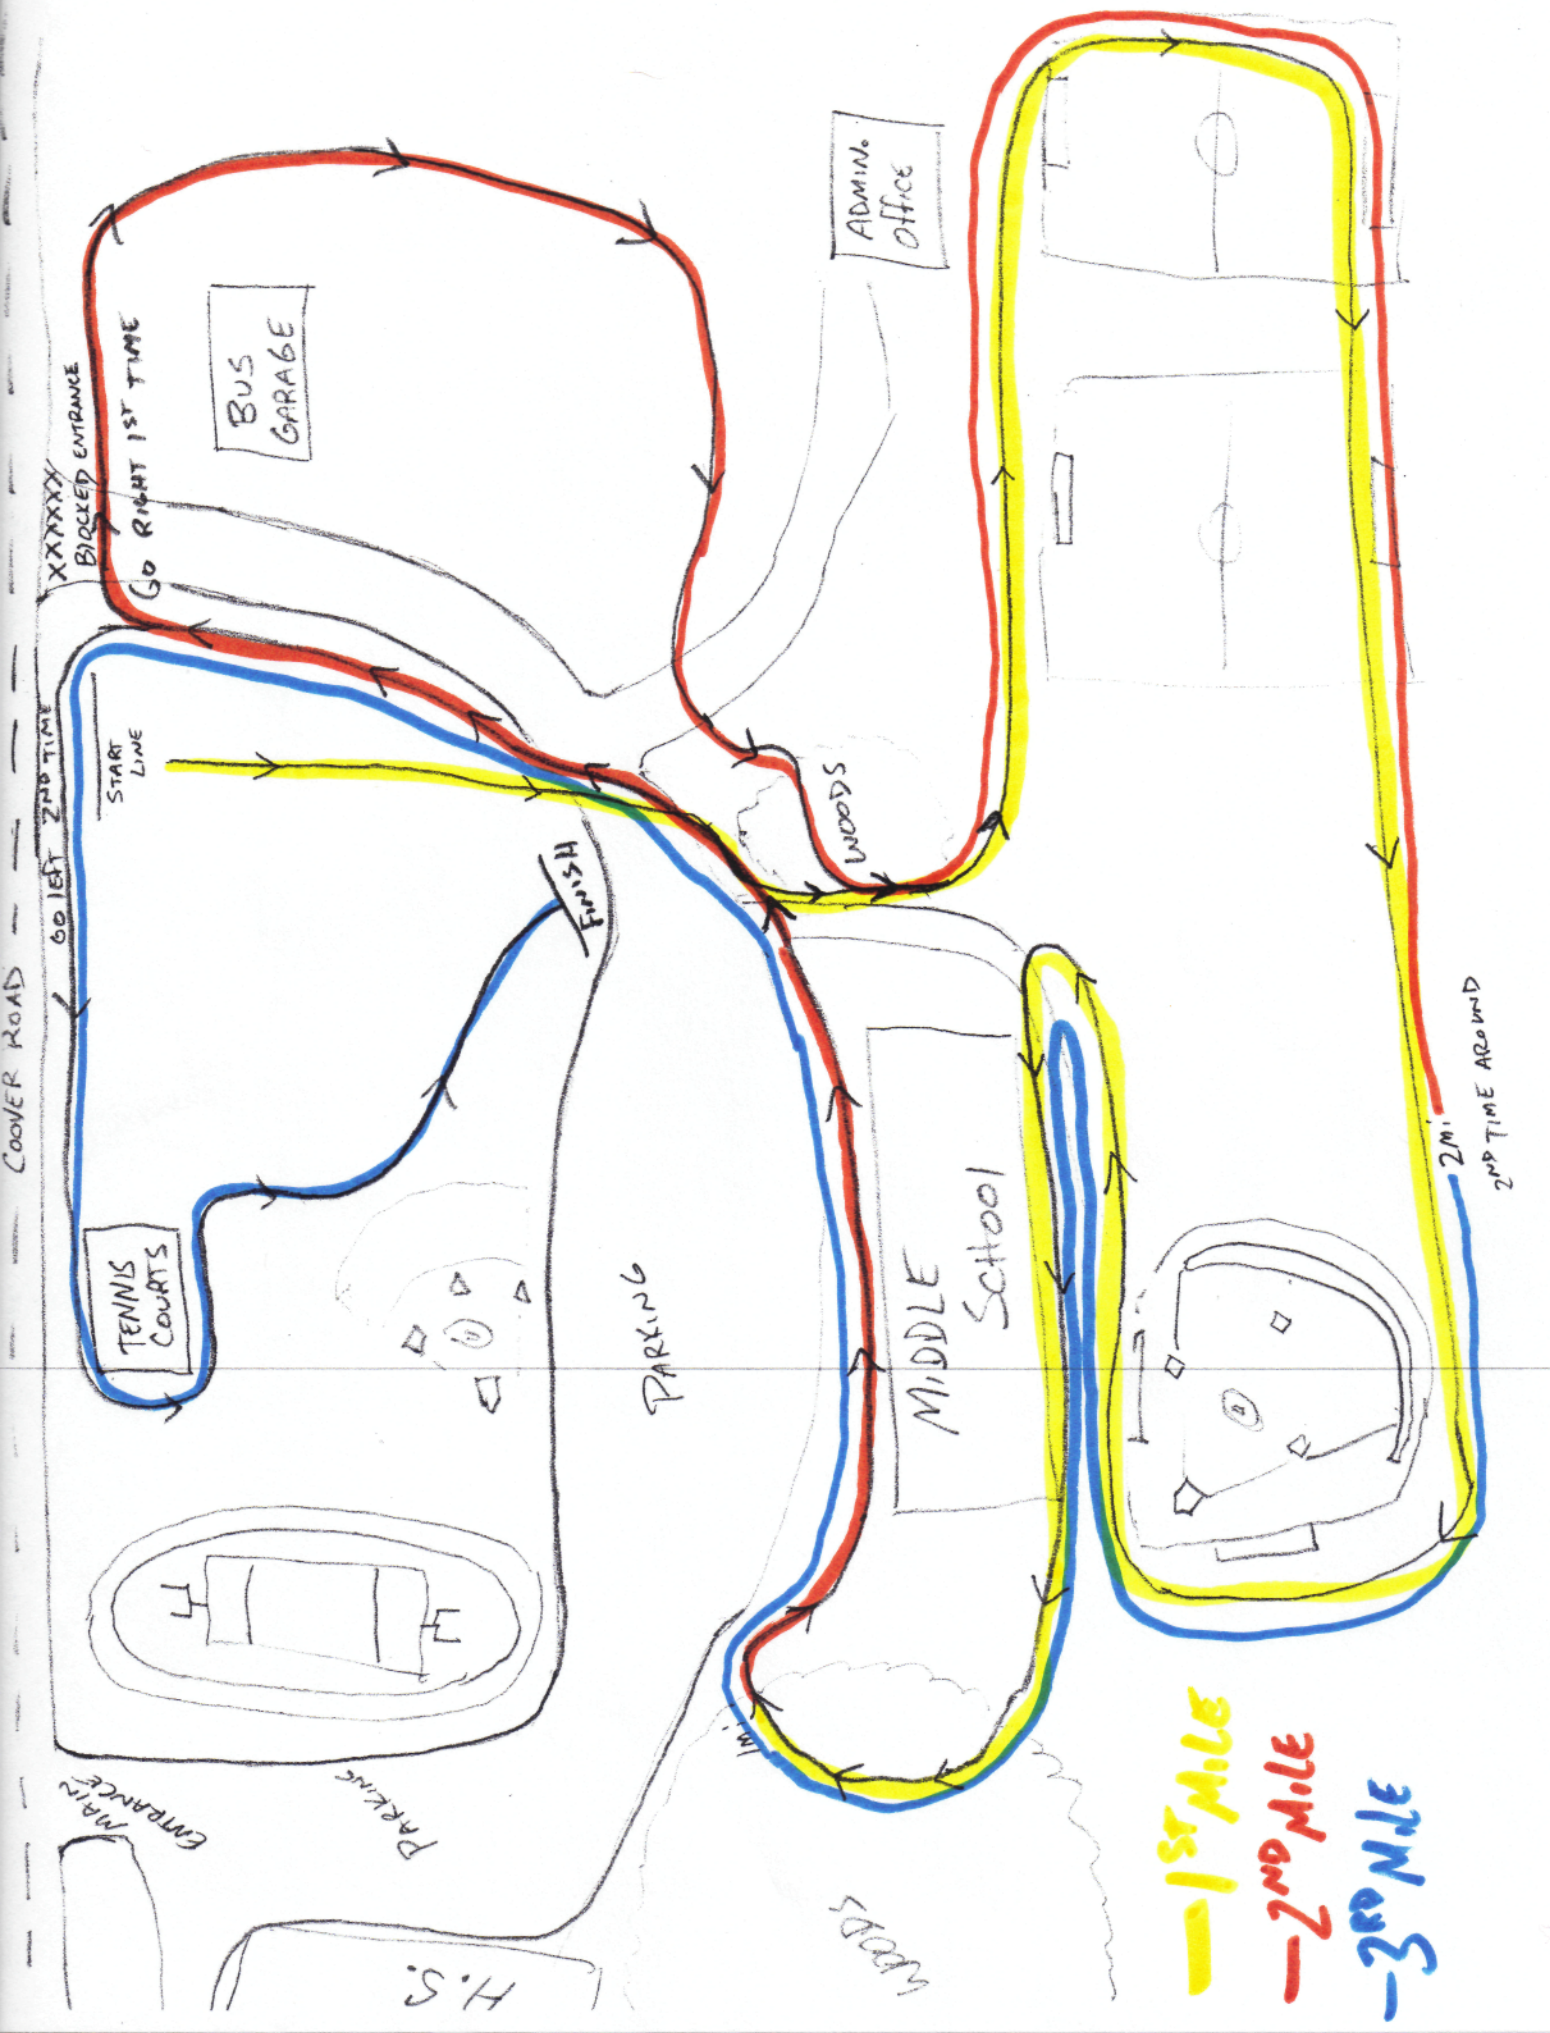 COOVER ROAD
XXXXXX
BLOCKED ENTRANCE
GO RIGHT 1ST TIME
GO left 2ND TIME
START
LINE
BUS
GARAGE
ADMIN.
Office
WOODS
FINISH
TENNIS
COURTS
PARKING
MIDDLE
SCHOOL
2Mi
2ND TIME AROUND
1mi
MAIN
ENTRANCE
PARKING
H.S.
WOODS
1ST MILE
2ND MILE
3RD MILE